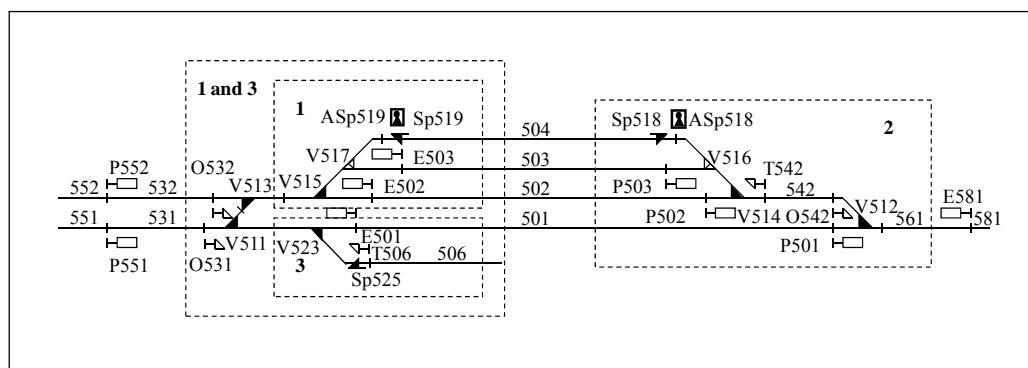 1 and 3
1
ASp519 Sp519
504
Sp518 ASp518
2
V517
E503
503
V516
P552 O532
T542
552 532 V513 V515
E502
502
P503
542
V512 E581
551 531
501
P502 V514 O542
561 581
P551
V511
V523
E501
P501
O531
3
T506 506
Sp525